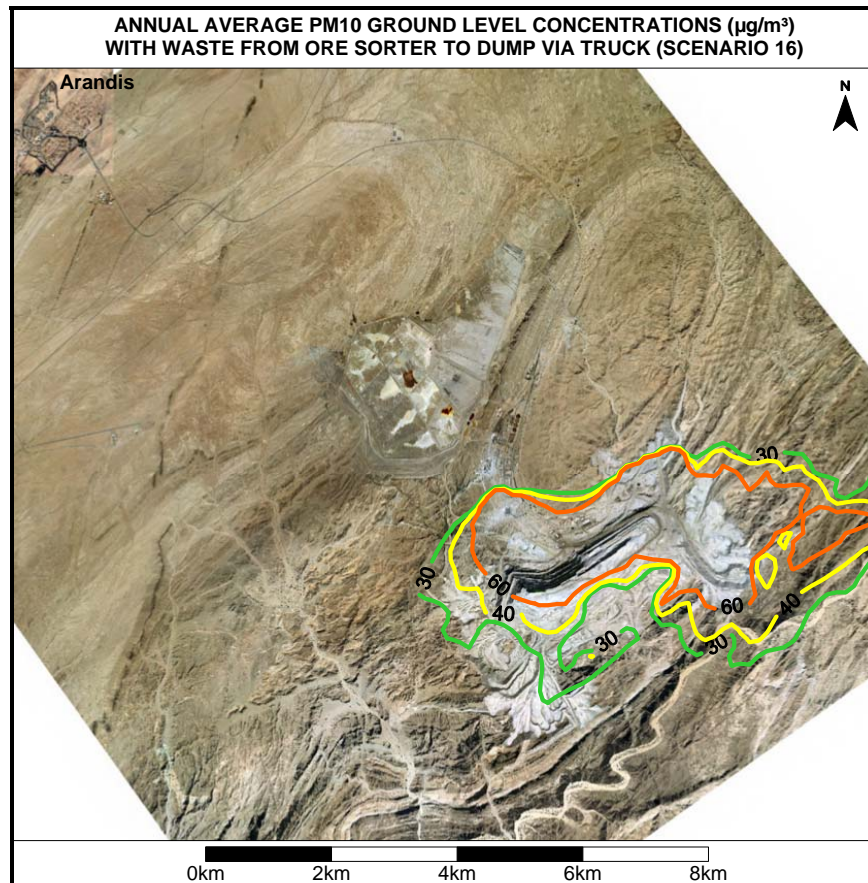 ANNUAL AVERAGE PM10 GROUND LEVEL CONCENTRATIONS (µg/m³)
WITH WASTE FROM ORE SORTER TO DUMP VIA TRUCK (SCENARIO 16)
Arandis
N
30
30
60
40
60
40
30
30
0km 2km 4km 6km 8km